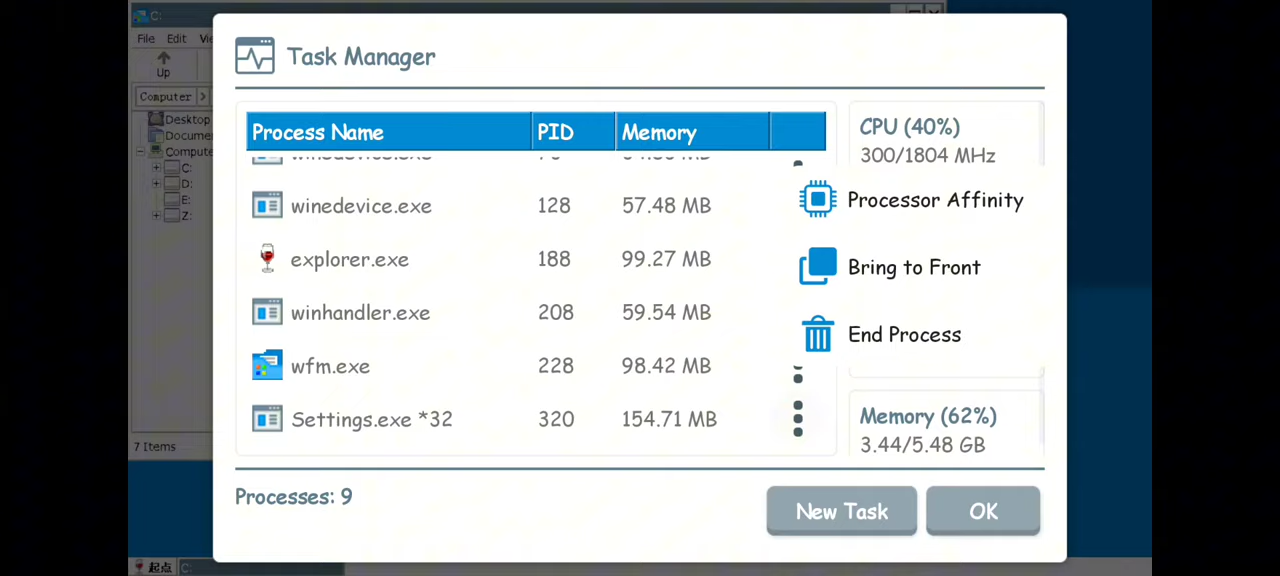 C:
File Edit
Up
Computer
Desktop
Docume
Compute
C:
D:
E:
Z:
7 Items
起点 C:
Task Manager
Process Name PID Memory
winedevice.exe 128 57.48 MB
explorer.exe 188 99.27 MB
winhandler.exe 208 59.54 MB
wfm.exe 228 98.42 MB
Settings.exe *32 320 154.71 MB
CPU (40%)
300/1804 MHz
Processor Affinity
Bring to Front
End Process
Memory (62%)
3.44/5.48 GB
Processes: 9
New Task OK